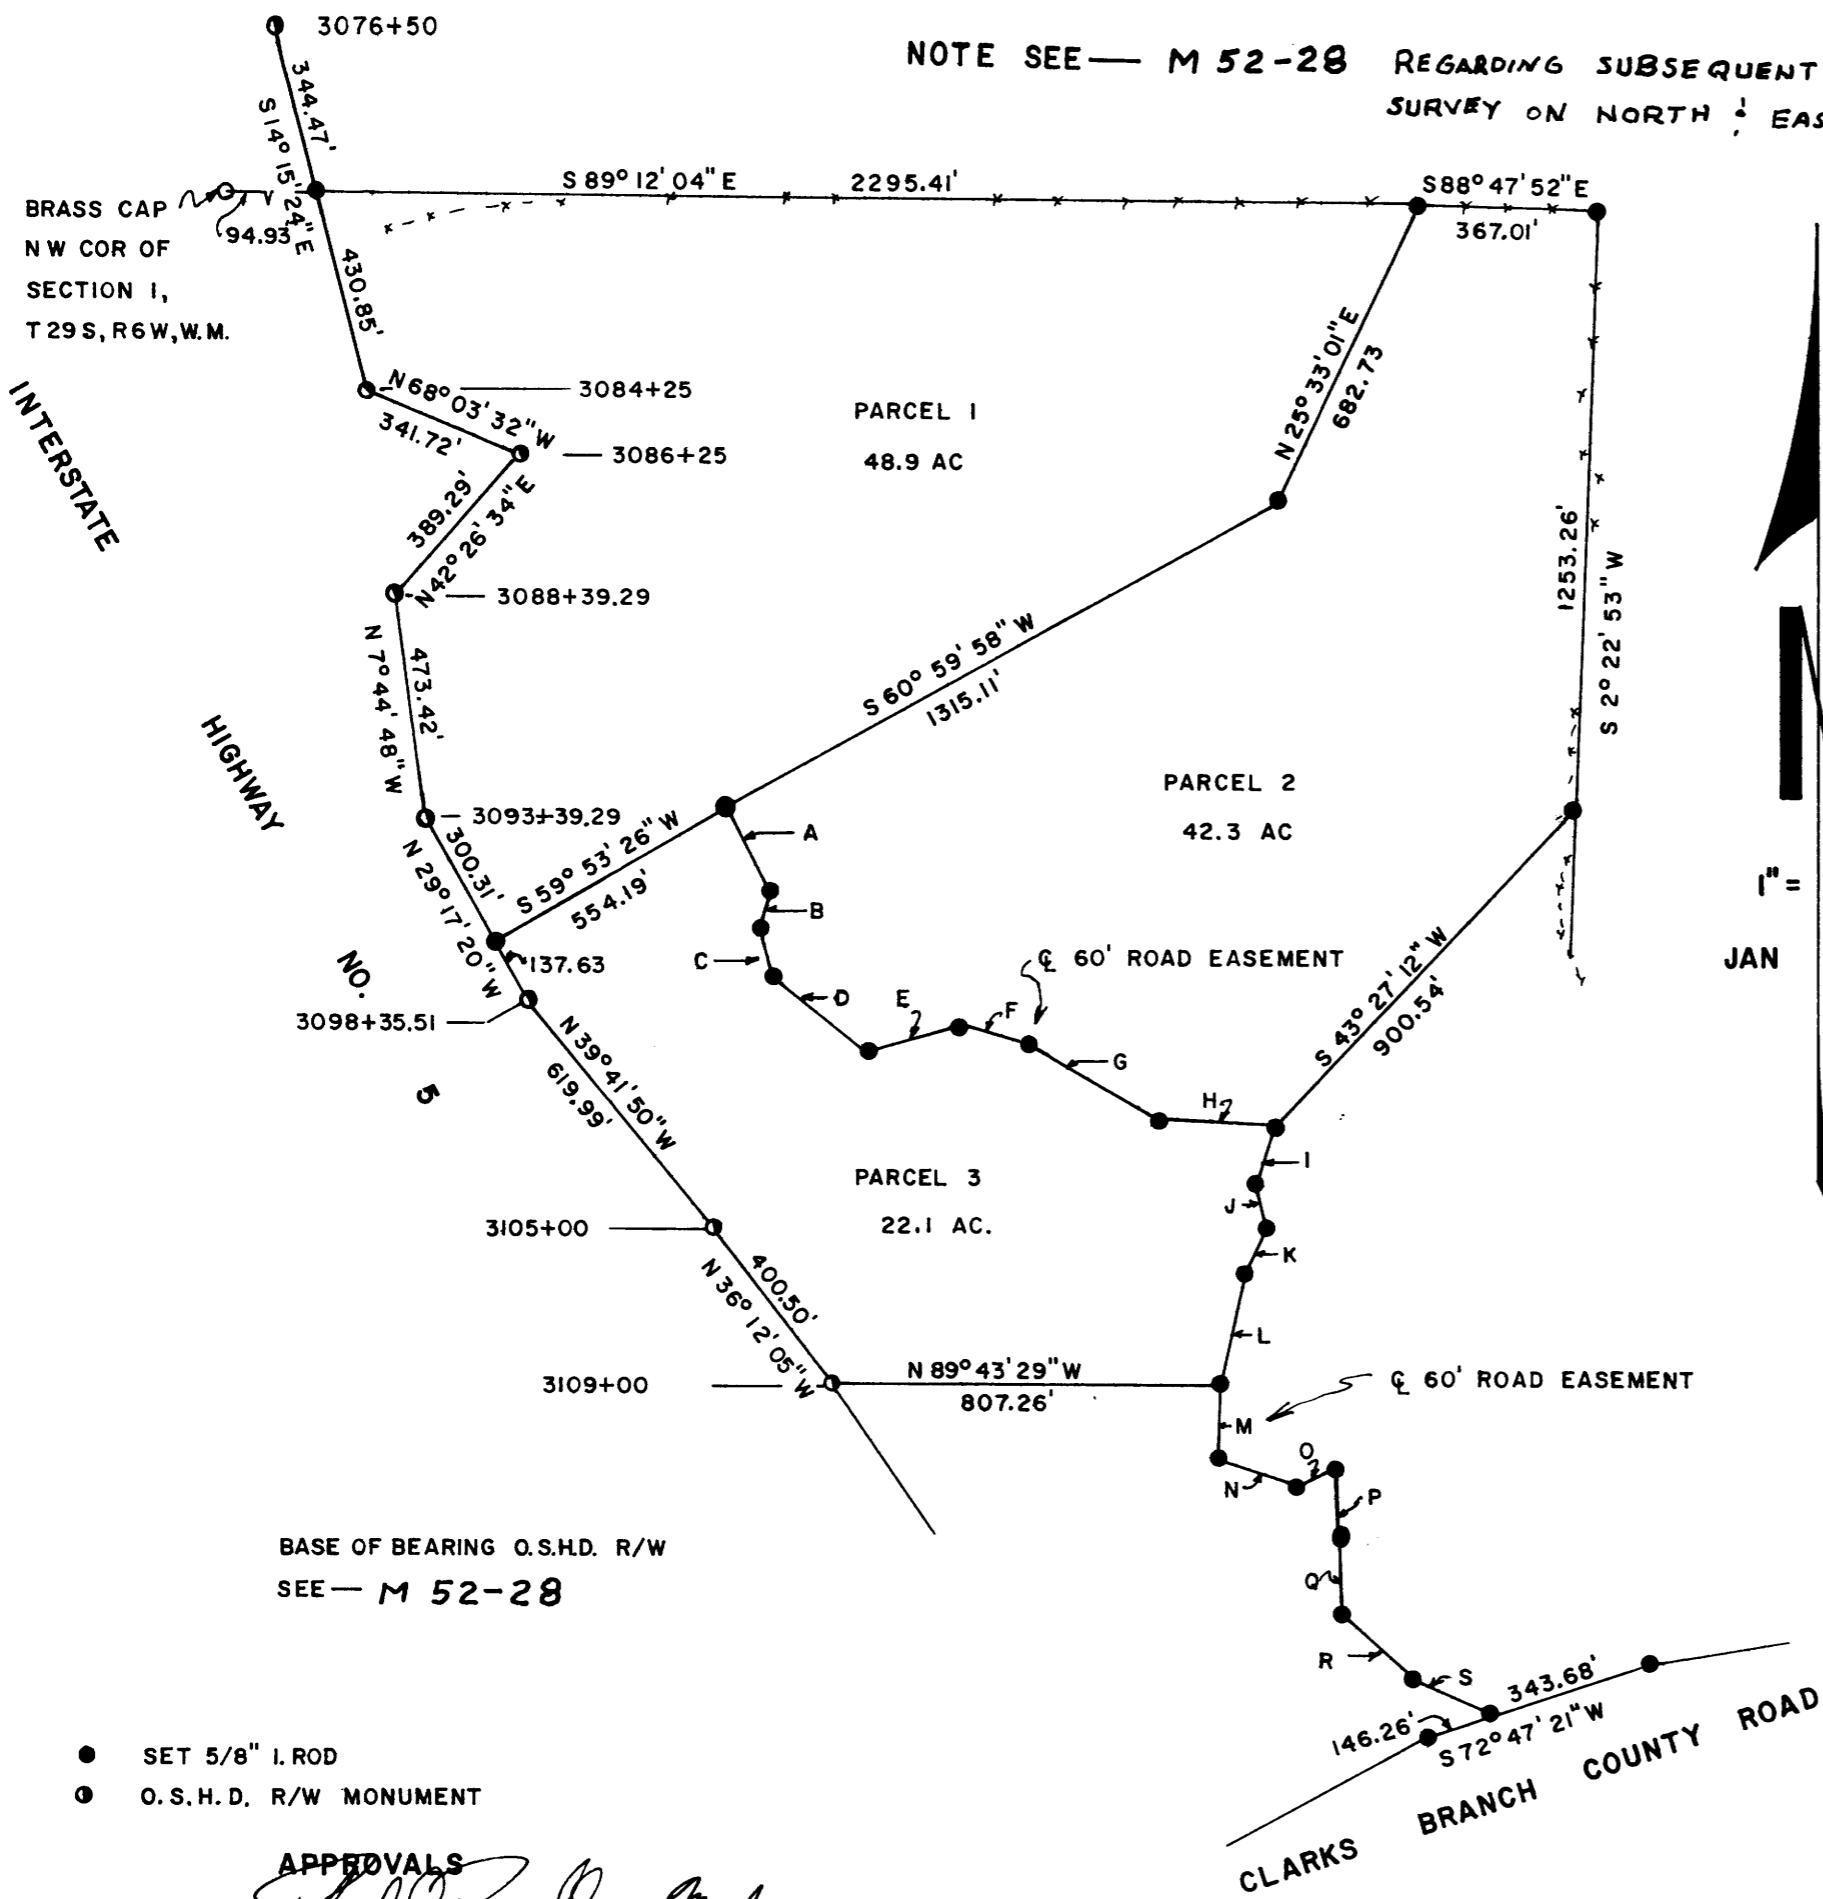 3076+50
NOTE SEE — M 52-28 REGARDING SUBSEQUENT
SURVEY ON NORTH & EAS
344.47'
S 14° 15' 24" E
S 89° 12' 04" E 2295.41'
S 88° 47' 52" E
367.01'
BRASS CAP
N W COR OF
SECTION 1,
T 29 S, R 6 W, W.M.
94.93'
430.85'
INTERSTATE
HIGHWAY
NO.
5
N 68° 03' 32" W
341.72'
3084+25
3086+25
PARCEL 1
48.9 AC
N 25° 33' 01" E
682.73
389.29'
N 42° 26' 34" E
3088+39.29
1253.26'
S 2° 22' 53" W
N 7° 44' 48" W
473.42'
S 60° 59' 58" W
1315.11'
3093+39.29
300.31'
N 29° 17' 20" W
S 59° 53' 26" W
554.19'
PARCEL 2
42.3 AC
1" =
JAN
A
B
C
D
E
F
G
H
I
J
K
L
137.63
℄ 60' ROAD EASEMENT
S 43° 27' 12" W
900.54'
3098+35.51
N 39° 41' 50" W
619.99'
PARCEL 3
22.1 AC.
3105+00
400.50'
N 36° 12' 05" W
3109+00
N 89° 43' 29" W
807.26'
℄ 60' ROAD EASEMENT
M
N
O
P
Q
R
S
BASE OF BEARING O.S.H.D. R/W
SEE — M 52-28
343.68'
146.26'
S 72° 47' 21" W
CLARKS BRANCH COUNTY ROAD
SET 5/8" I. ROD
O.S.H.D. R/W MONUMENT
APPROVALS